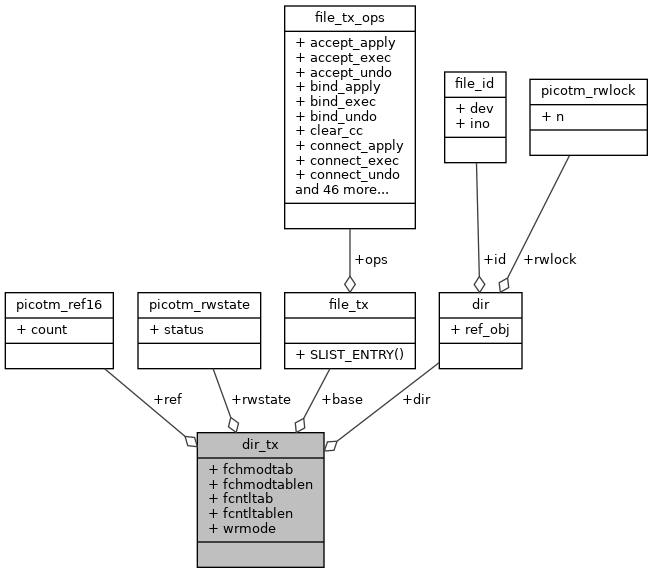 file_tx_ops
+ accept_apply
+ accept_exec
+ accept_undo
+ bind_apply
+ bind_exec
+ bind_undo
+ clear_cc
+ connect_apply
+ connect_exec
+ connect_undo
and 46 more...
file_id
+ dev
+ ino
picotm_rwlock
+ n
+ops
+id
+rwlock
picotm_ref16
+ count
picotm_rwstate
+ status
file_tx
+ SLIST_ENTRY()
dir
+ ref_obj
+ref
+rwstate
+base
+dir
dir_tx
+ fchmodtab
+ fchmodtablen
+ fcntltab
+ fcntltablen
+ wrmode